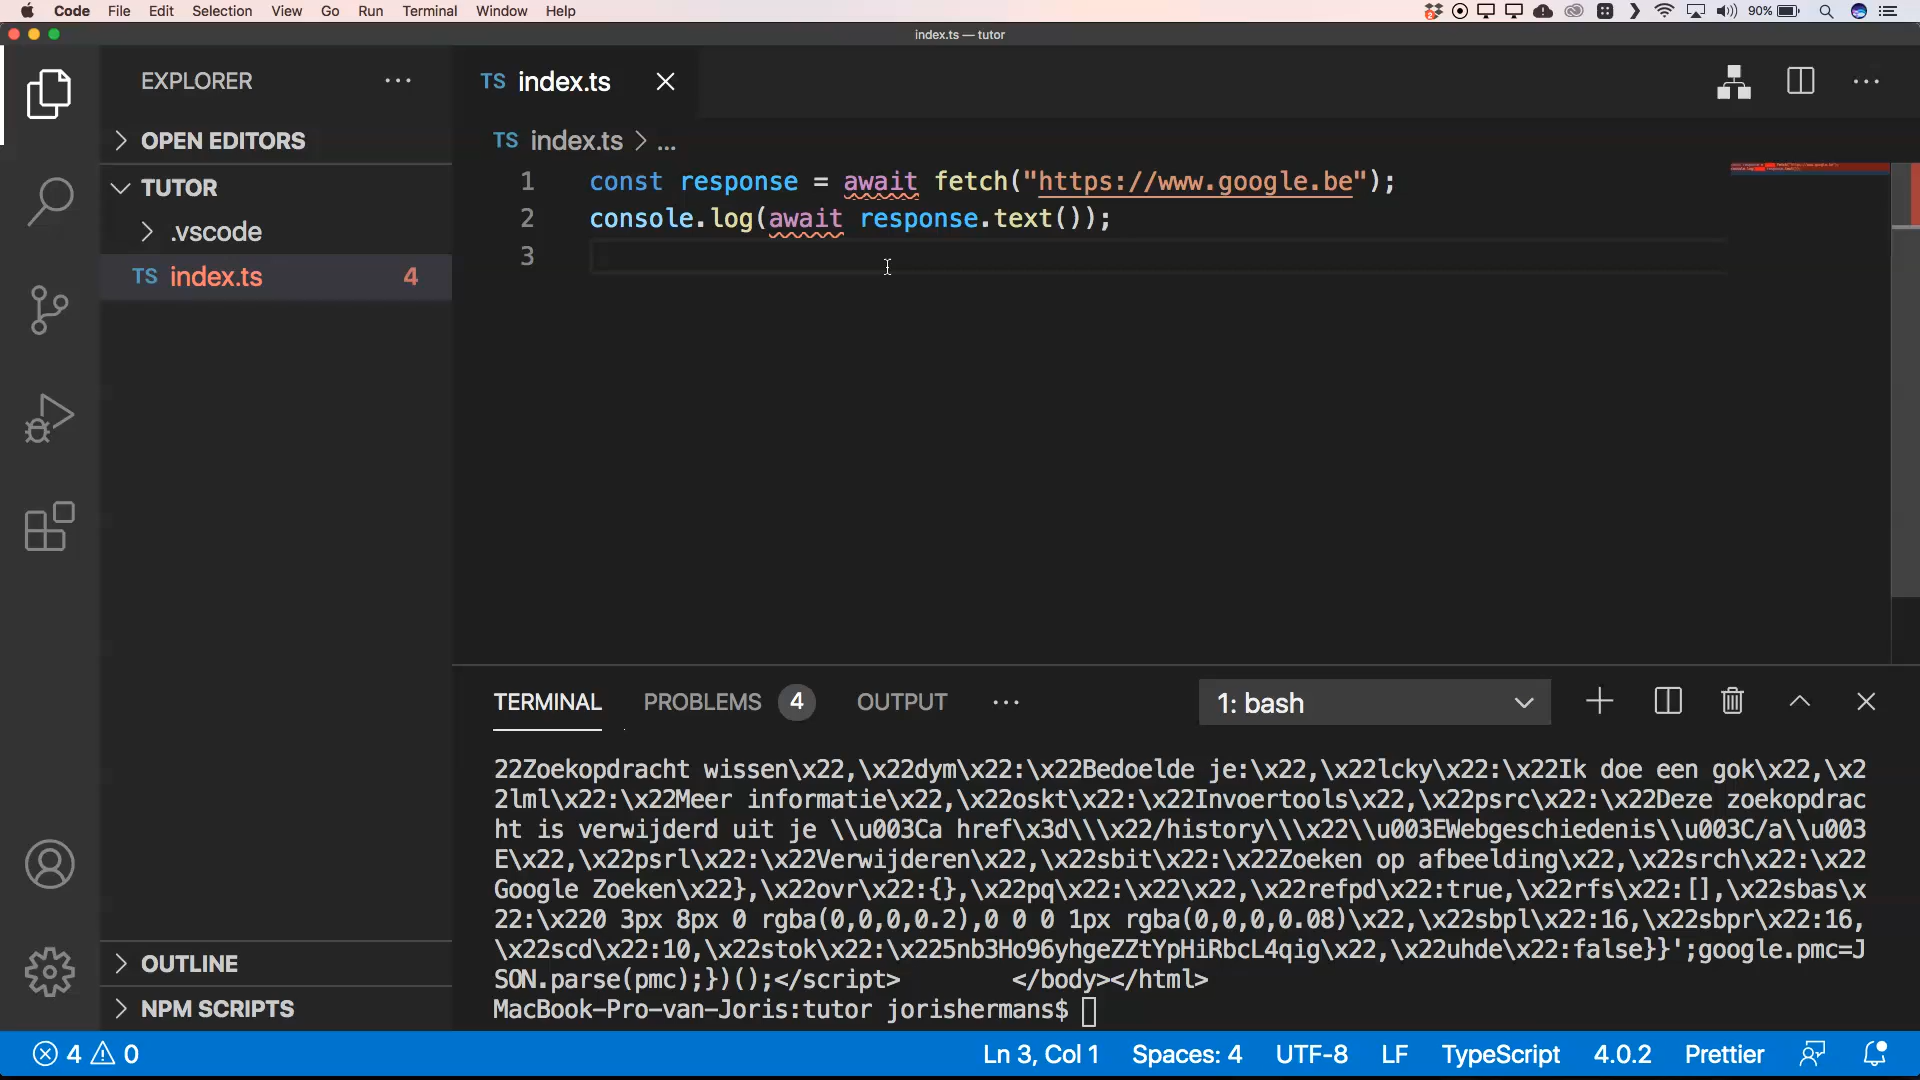 Code File Edit Selection View Go Run Terminal Window Help 90%
index.ts — tutor
EXPLORER
OPEN EDITORS
TUTOR
.vscode
TS index.ts 4
OUTLINE
NPM SCRIPTS
TS index.ts
TS index.ts > ...
1 const response = await fetch("https://www.google.be");
2 console.log(await response.text());
3
TERMINAL PROBLEMS 4 OUTPUT ... 1: bash
22Zoekopdracht wissen\x22,\x22dym\x22:\x22Bedoelde je:\x22,\x22lcky\x22:\x22Ik doe een gok\x22,\x2
2lml\x22:\x22Meer informatie\x22,\x22oskt\x22:\x22Invoertools\x22,\x22psrc\x22:\x22Deze zoekopdrac
ht is verwijderd uit je \\u003Ca href\x3d\\\x22/history\\\x22\\u003EWebgeschiedenis\\u003C/a\\u003
E\x22,\x22psrl\x22:\x22Verwijderen\x22,\x22sbit\x22:\x22Zoeken op afbeelding\x22,\x22srch\x22:\x22
Google Zoeken\x22},\x22ovr\x22:{},\x22pq\x22:\x22\x22,\x22refpd\x22:true,\x22rfs\x22:[],\x22sbas\x
22:\x220 3px 8px 0 rgba(0,0,0,0.2),0 0 0 1px rgba(0,0,0,0.08)\x22,\x22sbpl\x22:16,\x22sbpr\x22:16,
\x22scd\x22:10,\x22stok\x22:\x225nb3Ho96yhgeZZtYpHiRbcL4qig\x22,\x22uhde\x22:false}}';google.pmc=J
SON.parse(pmc);})();</script> </body></html>
MacBook-Pro-van-Joris:tutor jorishermans$
4 0 Ln 3, Col 1 Spaces: 4 UTF-8 LF TypeScript 4.0.2 Prettier